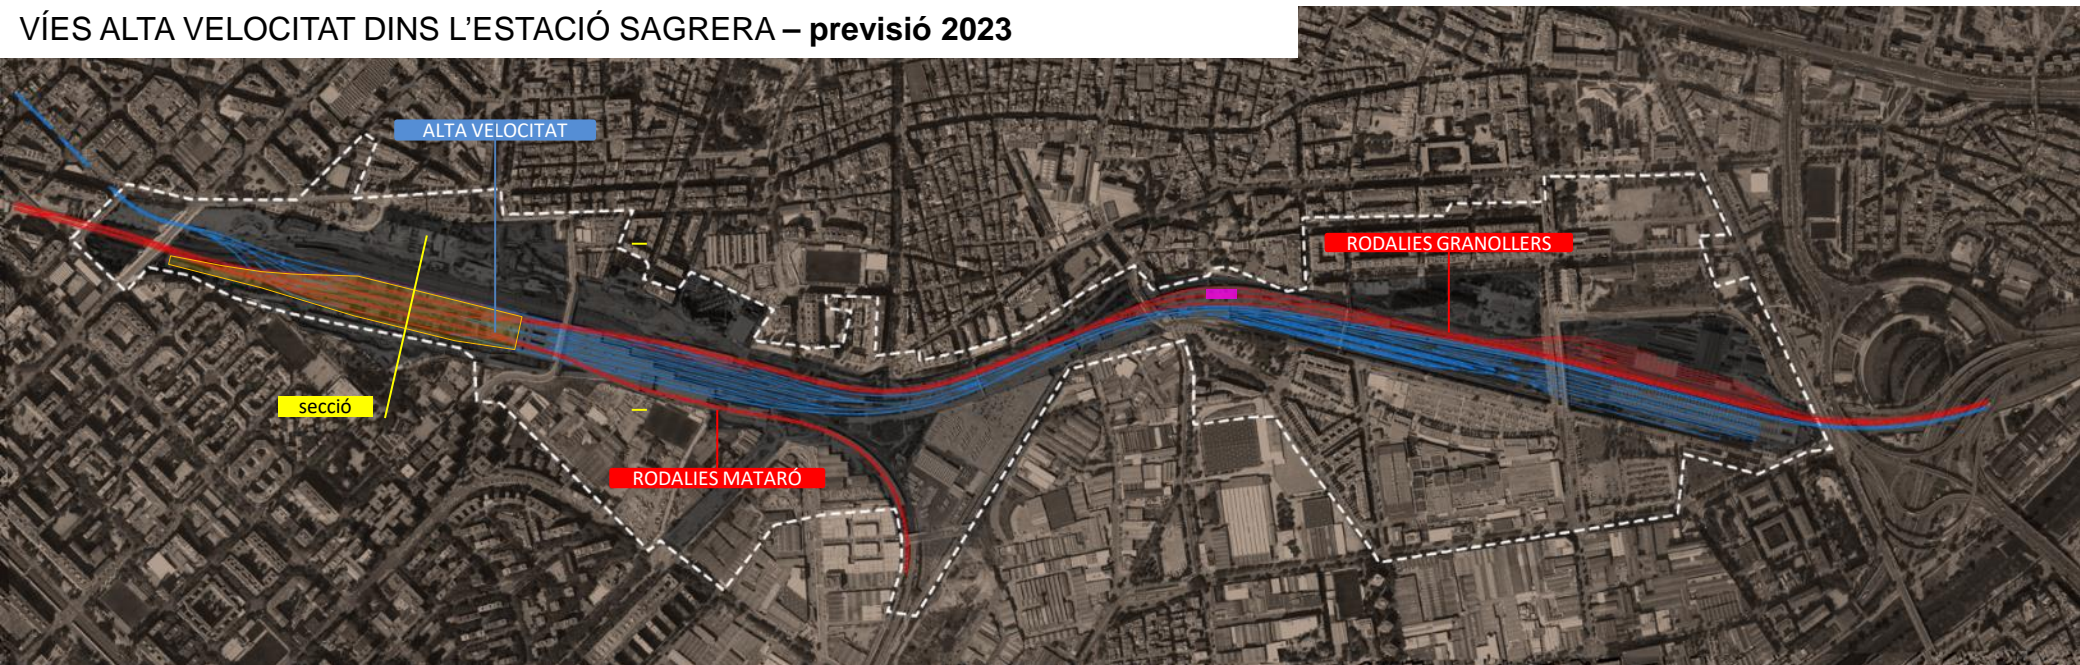 VÍES ALTA VELOCITAT DINS L’ESTACIÓ SAGRERA – previsió 2023
ALTA VELOCITAT
RODALIES GRANOLLERS
secció
RODALIES MATARÓ